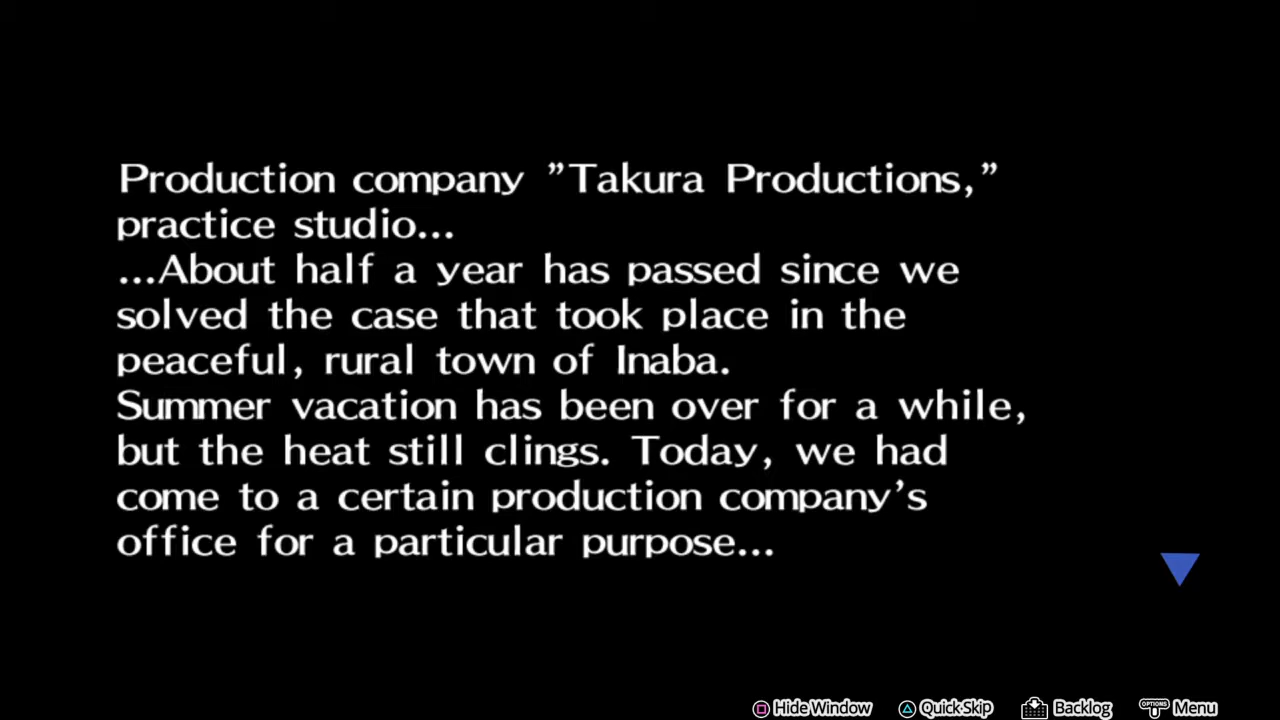 Production company "Takura Productions,"
practice studio...
...About half a year has passed since we
solved the case that took place in the
peaceful, rural town of Inaba.
Summer vacation has been over for a while,
but the heat still clings. Today, we had
come to a certain production company's
office for a particular purpose...
Hide Window Quick Skip Backlog OPTIONS Menu